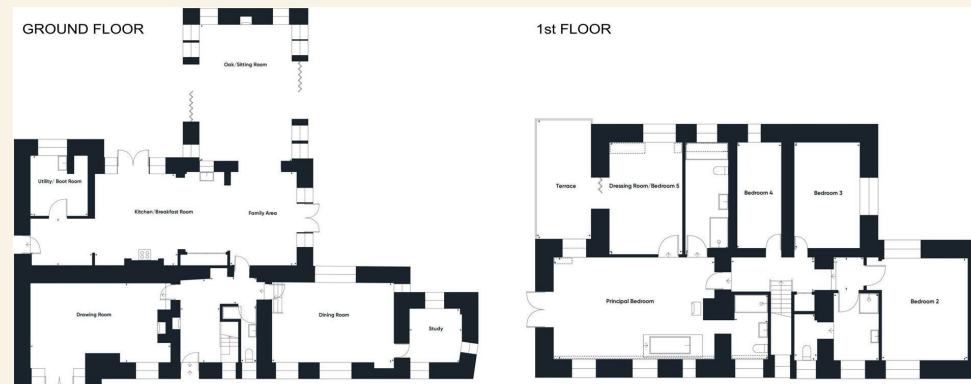 GROUND FLOOR
Oak/Sitting Room
Utility/ Boot Room
Kitchen/Breakfast Room
Family Area
Drawing Room
Dining Room
Study
1st FLOOR
Terrace
Dressing Room/Bedroom 5
Bedroom 4
Bedroom 3
Principal Bedroom
Bedroom 2